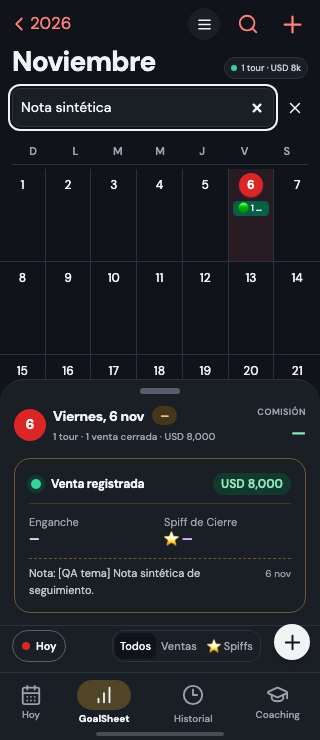 2026
Noviembre
1 tour · USD 8k
Nota sintética
D L M M J V S
1 2 3 4 5 6 7
1 ...
8 9 10 11 12 13 14
15 16 17 18 19 20 21
6
Viernes, 6 nov —
COMISIÓN
1 tour · 1 venta cerrada · USD 8,000
—
Venta registrada
USD 8,000
Enganche
Spiff de Cierre
—
⭐ —
Nota: [QA tema] Nota sintética de
6 nov
seguimiento.
Hoy
Todos Ventas ⭐ Spiffs
Hoy
GoalSheet
Historial
Coaching